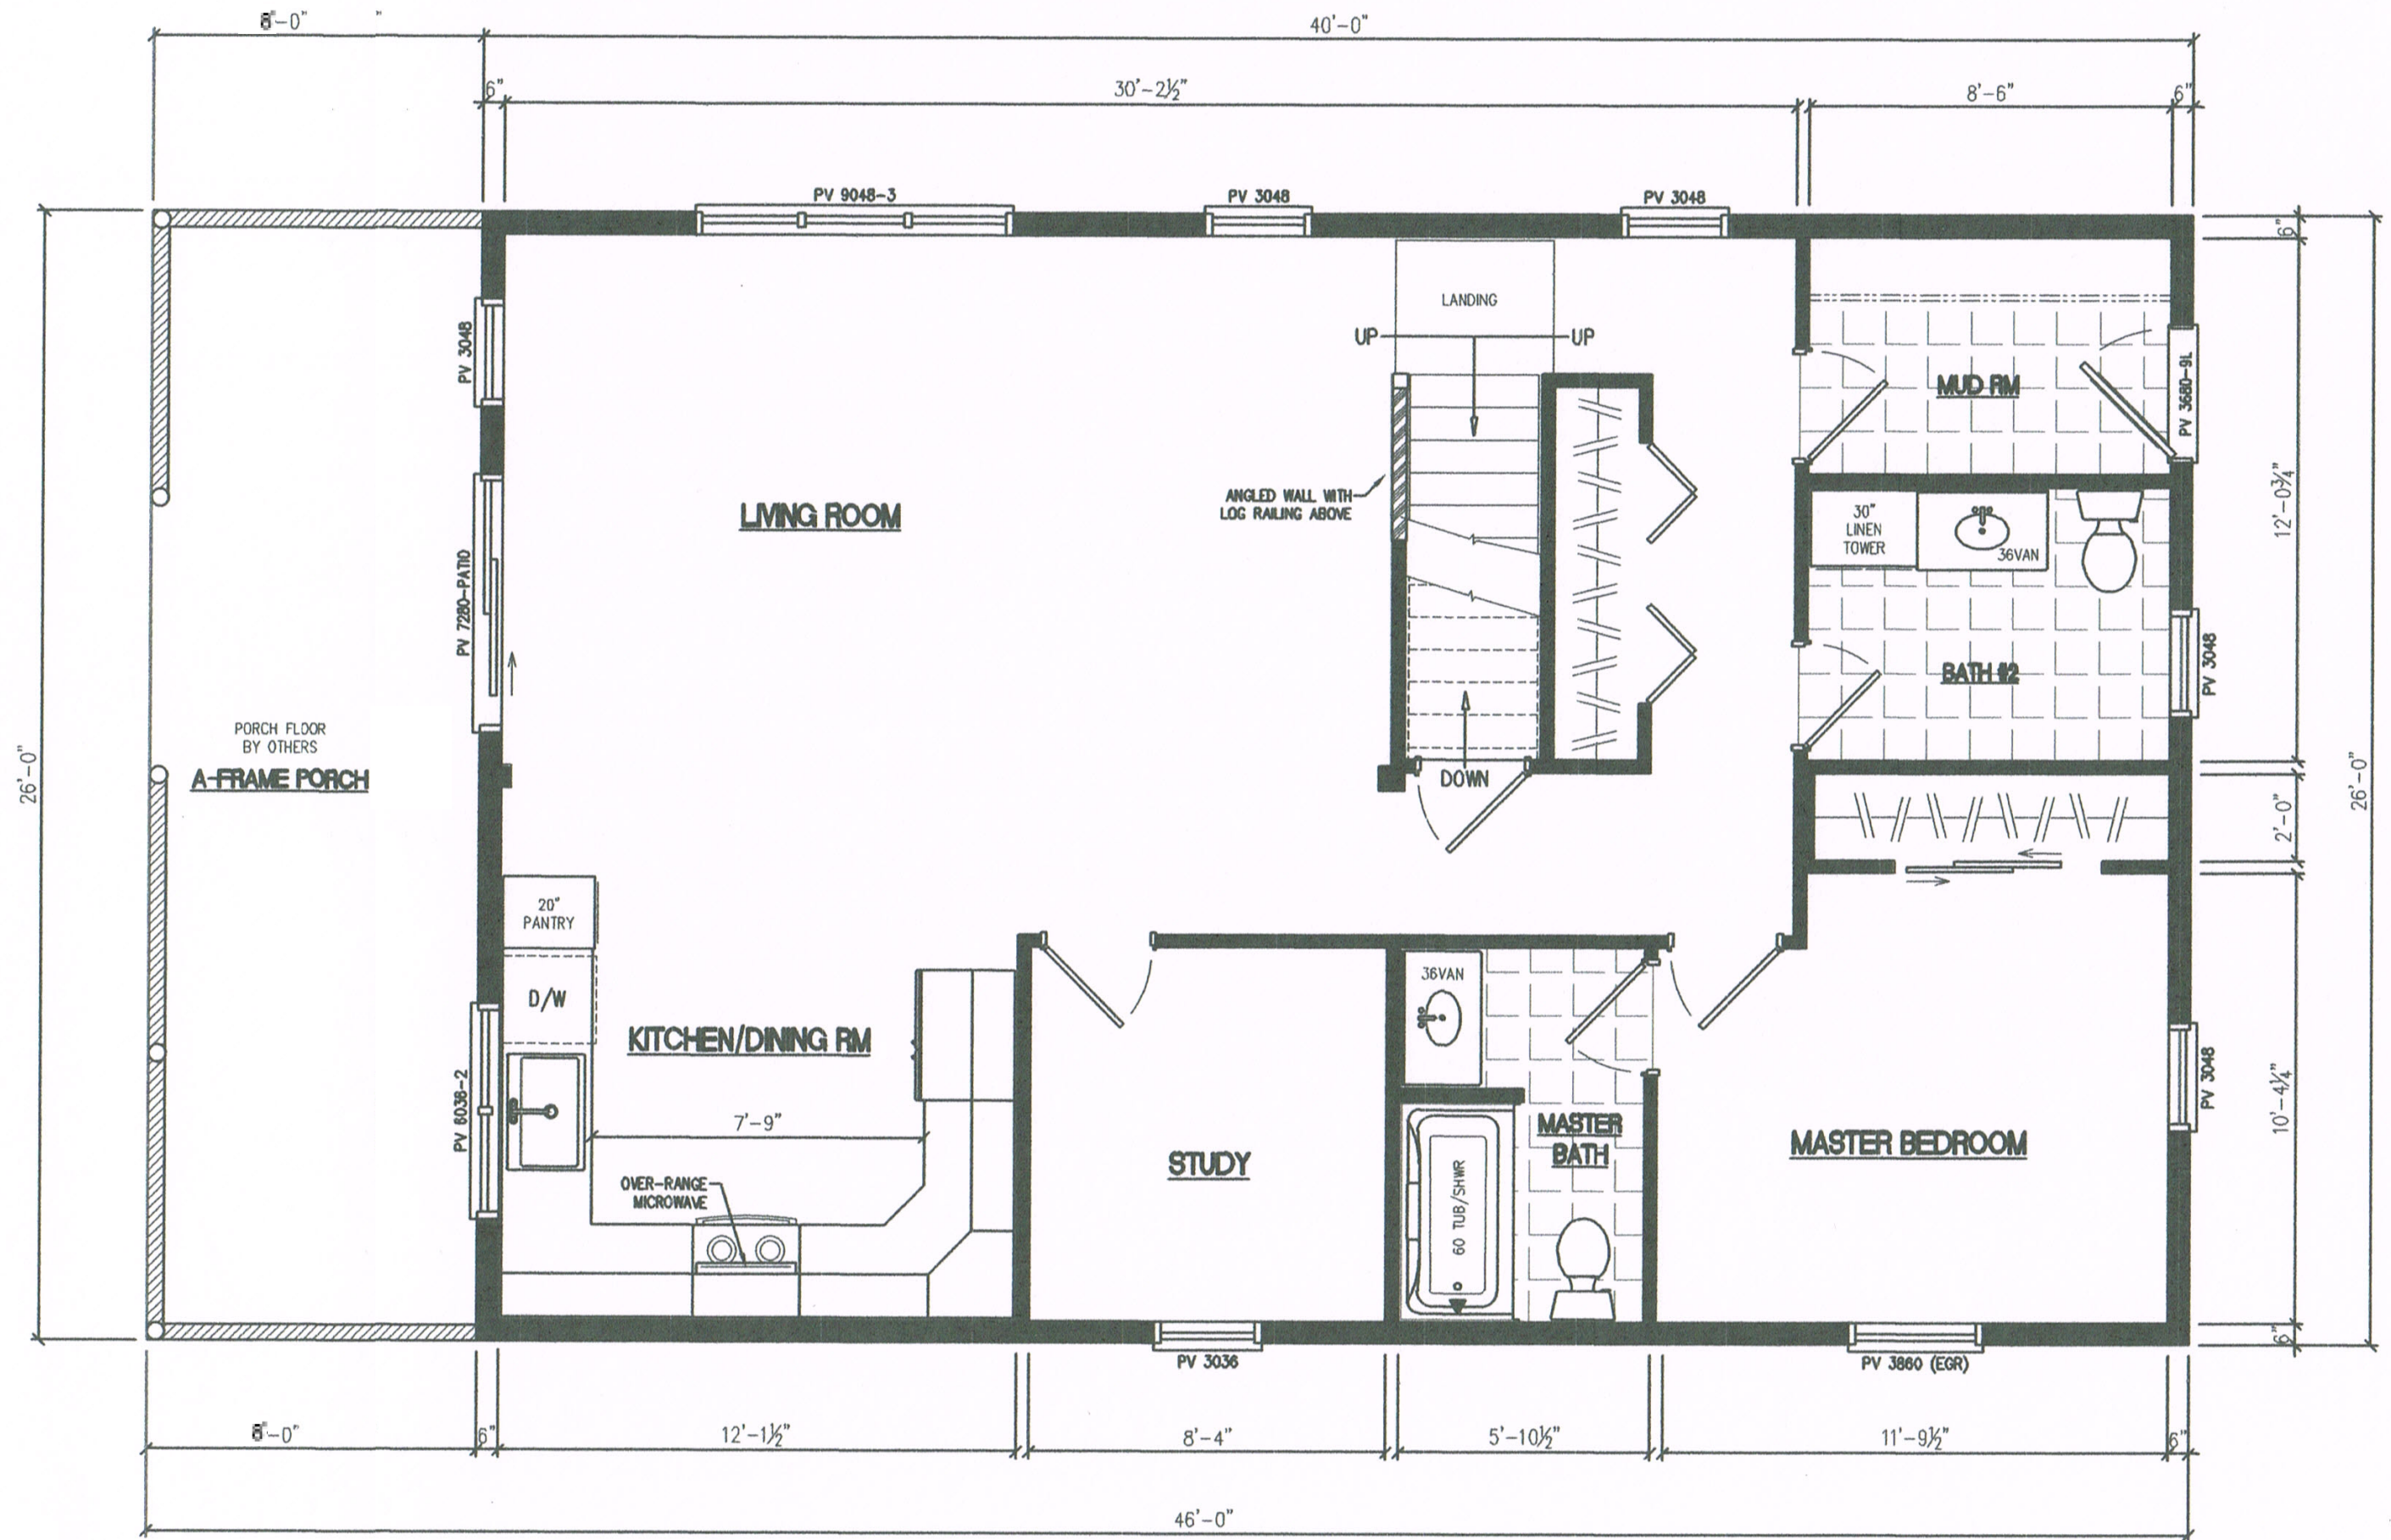 8'-0"
40'-0"
6"
30'-2½"
8'-6"
6"
PV 9048-3
PV 3048
PV 3048
6"
LANDING
UP
UP
PV 3048
MUD RM
PV 3680-9L
ANGLED WALL WITH
LOG RAILING ABOVE
LIVING ROOM
12'-0¾"
30"
LINEN
TOWER
36VAN
PV 7280-PATIO
BATH #2
PV 3048
PORCH FLOOR
BY OTHERS
A-FRAME PORCH
26'-0"
DOWN
26'-0"
2'-0"
20"
PANTRY
D/W
36VAN
KITCHEN/DINING RM
PV 3048
PV 6036-2
7'-9"
10'-4¼"
MASTER
BATH
MASTER BEDROOM
STUDY
OVER-RANGE
MICROWAVE
60 TUB/SHWR
6"
PV 3036
PV 3860 (EGR)
8'-0"
6"
12'-1½"
8'-4"
5'-10½"
11'-9½"
6"
46'-0"